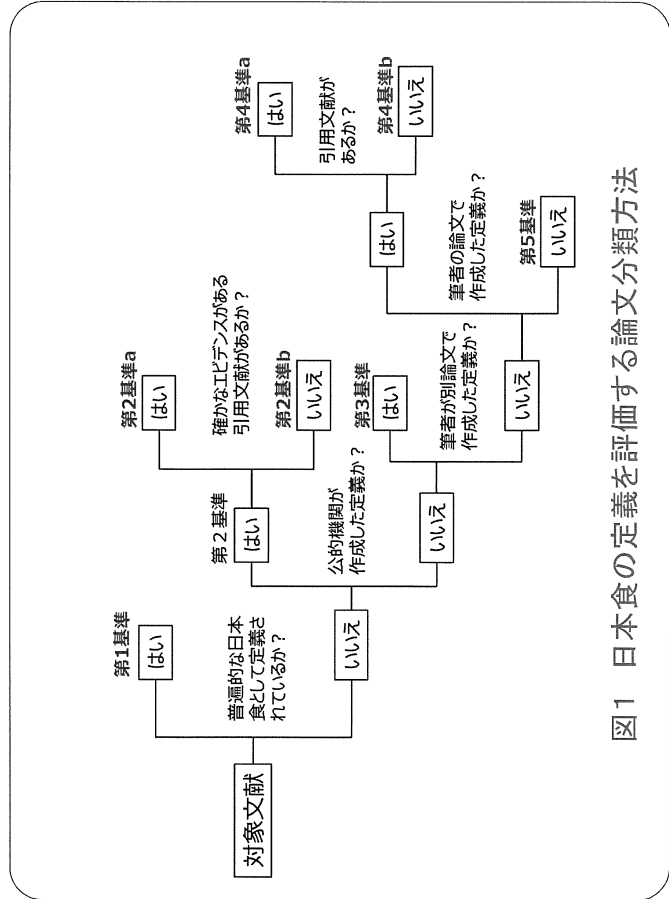 対象文献
普遍的な日本
食として定義さ
れているか？
第1基準
はい
いいえ
公的機関が
作成した定義か？
第２基準
はい
確かなエビデンスがある
引用文献があるか？
第2基準a
はい
第2基準b
いいえ
いいえ
筆者が別論文で
作成した定義か？
第3基準
はい
いいえ
筆者の論文で
作成した定義か？
はい
引用文献が
あるか？
第4基準a
はい
第4基準b
いいえ
第5基準
いいえ
図1 日本食の定義を評価する論文分類方法